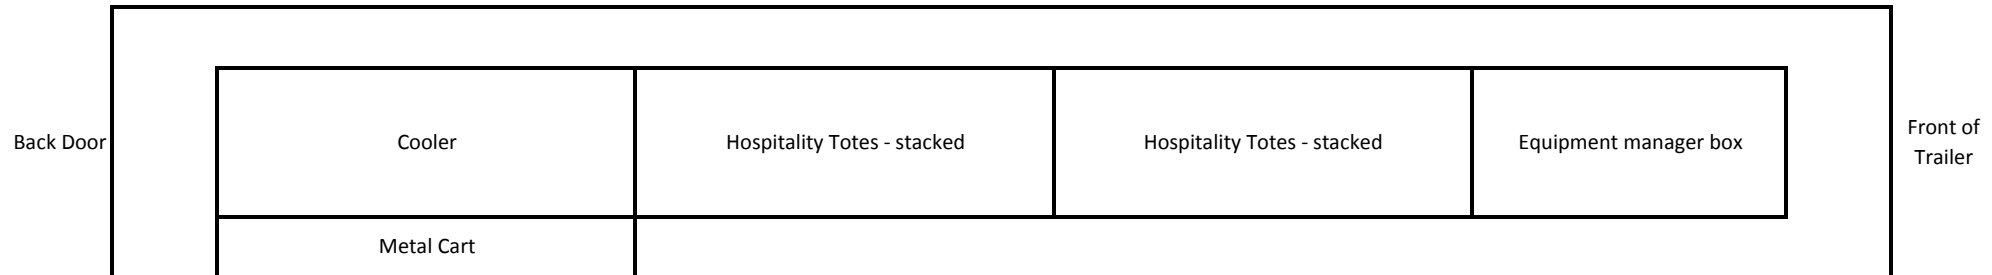 Back Door
Cooler
Hospitality Totes - stacked
Hospitality Totes - stacked
Equipment manager box
Front of
Trailer
Metal Cart